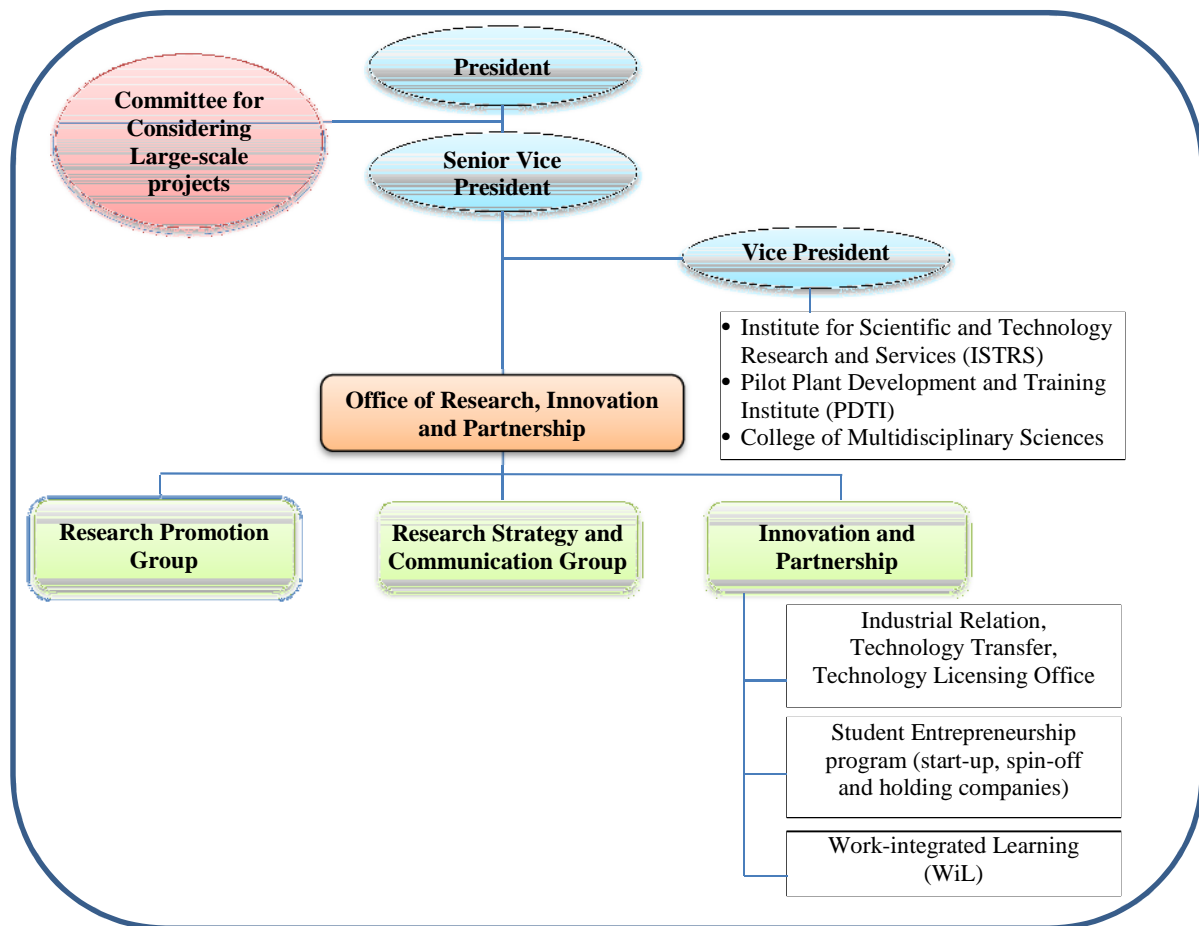 President
Committee for
Considering
Large-scale
projects
Senior Vice
President
Vice President
• Institute for Scientific and Technology
Research and Services (ISTRS)
• Pilot Plant Development and Training
Institute (PDTI)
• College of Multidisciplinary Sciences
Office of Research, Innovation
and Partnership
Research Promotion
Group
Research Strategy and
Communication Group
Innovation and
Partnership
Industrial Relation,
Technology Transfer,
Technology Licensing Office
Student Entrepreneurship
program (start-up, spin-off
and holding companies)
Work-integrated Learning
(WiL)